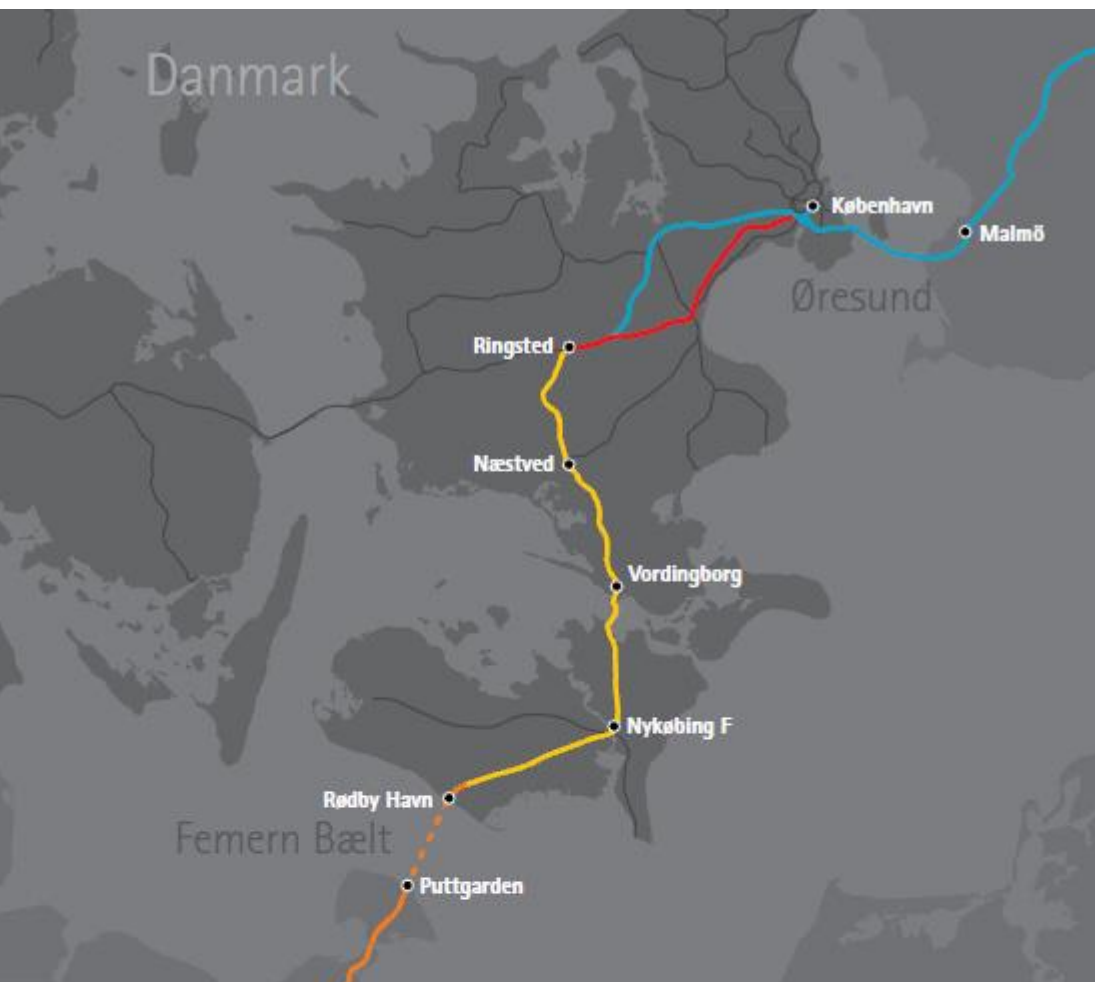 Danmark
København
Malmö
Øresund
Ringsted
Næstved
Vordingborg
Nykøbing F
Rødby Havn
Femern Bælt
Puttgarden